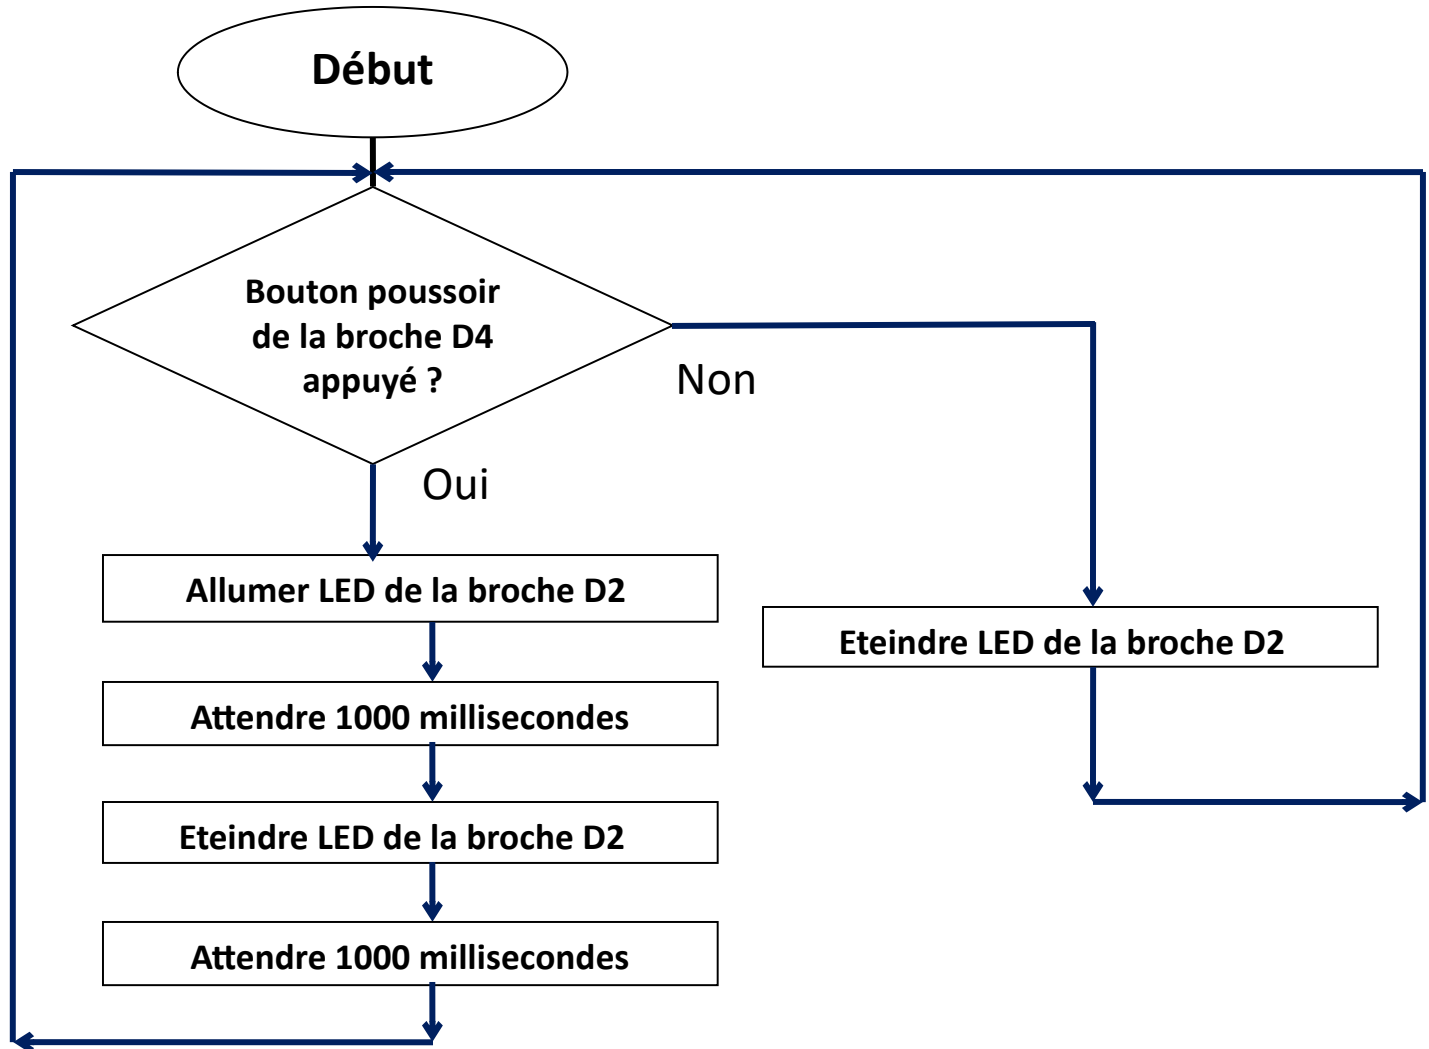 Début
Bouton poussoir
de la broche D4
appuyé ?
Non
Oui
Allumer LED de la broche D2
Eteindre LED de la broche D2
Attendre 1000 millisecondes
Eteindre LED de la broche D2
Attendre 1000 millisecondes